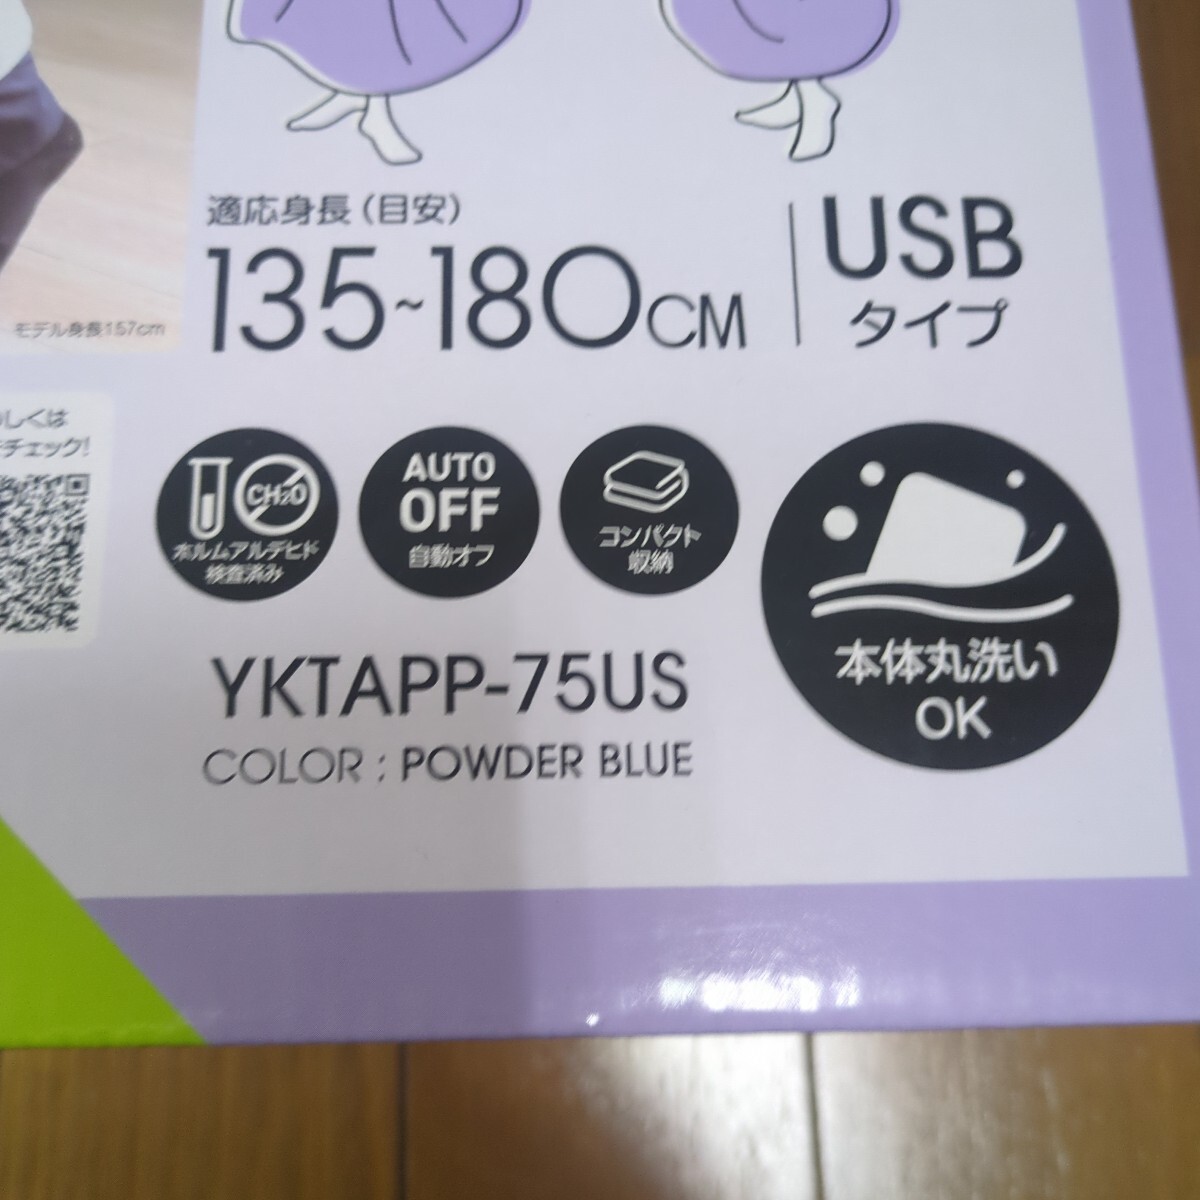 適応身長（目安）
135~180CM
USB
タイプ
モデル身長157cm
しくは
チェック!
CH₂O
ホルムアルデヒド
検査済み
AUTO
OFF
自動オフ
コンパクト
収納
本体丸洗い
OK
YKTAPP-75US
COLOR : POWDER BLUE